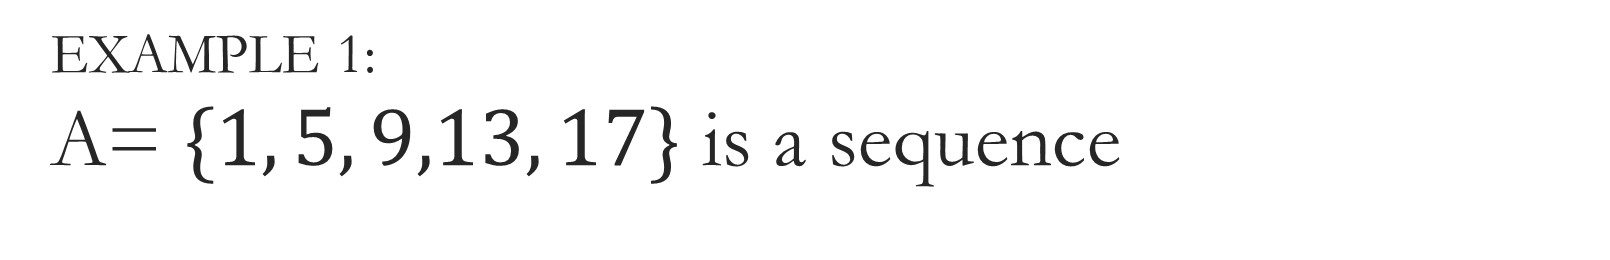 EXAMPLE 1:
A= {1, 5, 9,13, 17} is a sequence